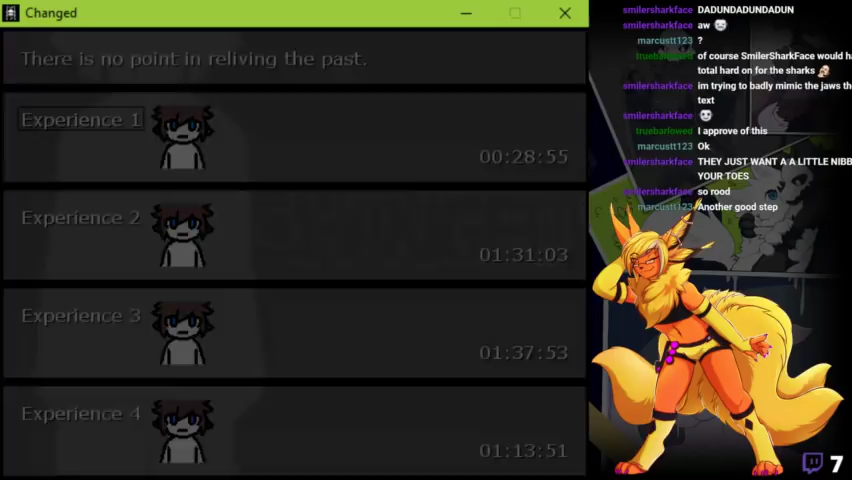 Changed
There is no point in reliving the past.
Experience 1
00:28:55
Experience 2
01:31:03
Experience 3
01:37:53
Experience 4
01:13:51
smilersharkface DADUNDADUNDADUN
smilersharkface aw
marcustt123 ?
of course SmilerSharkFace would ha
total hard on for the sharks
smilersharkface im trying to badly mimic the jaws the
text
smilersharkface
truebarlowed I approve of this
marcustt123 Ok
smilersharkface THEY JUST WANT A A LITTLE NIBB
YOUR TOES
smilersharkface so rood
marcustt123 Another good step
7